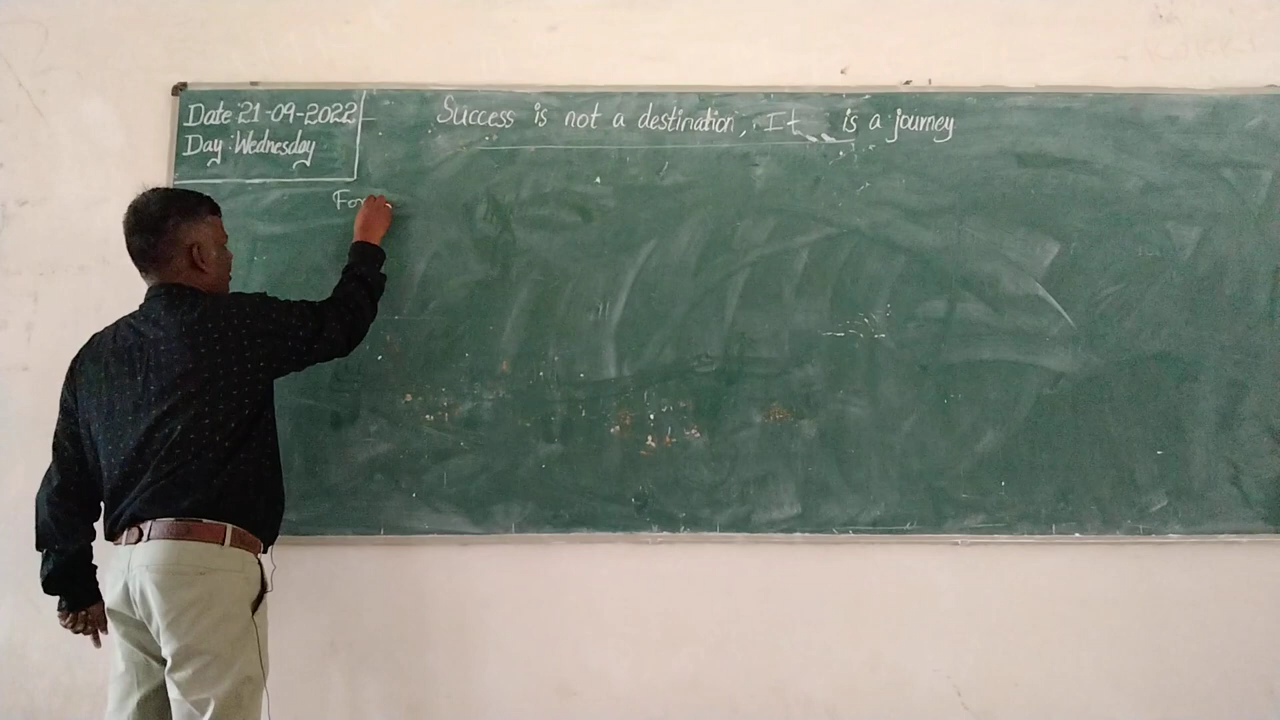 Date:21-09-2022
Day:Wednesday
Success is not a destination, It is a journey